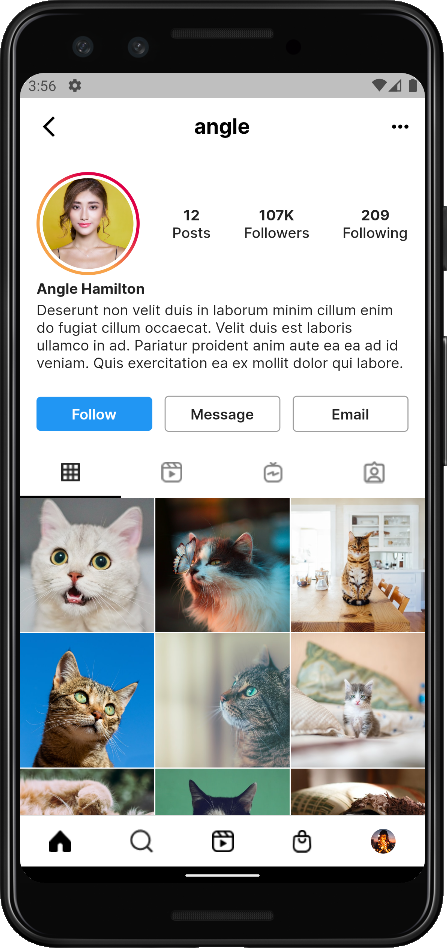 3:56
angle
12
107K
209
Posts
Followers
Following
Angle Hamilton
Deserunt non velit duis in laborum minim cillum enim
do fugiat cillum occaecat. Velit duis est laboris
ullamco in ad. Pariatur proident anim aute ea ea ad id
veniam. Quis exercitation ea ex mollit dolor qui labore.
Follow
Message
Email